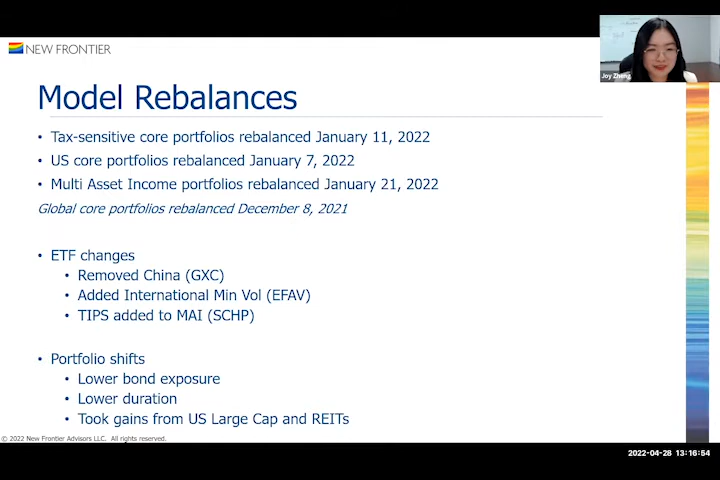 NEW FRONTIER
Joy Zheng
Model Rebalances
• Tax-sensitive core portfolios rebalanced January 11, 2022
• US core portfolios rebalanced January 7, 2022
• Multi Asset Income portfolios rebalanced January 21, 2022
Global core portfolios rebalanced December 8, 2021
• ETF changes
• Removed China (GXC)
• Added International Min Vol (EFAV)
• TIPS added to MAI (SCHP)
• Portfolio shifts
• Lower bond exposure
• Lower duration
• Took gains from US Large Cap and REITs
© 2022 New Frontier Advisors LLC. All rights reserved.
2022-04-28 13:16:54